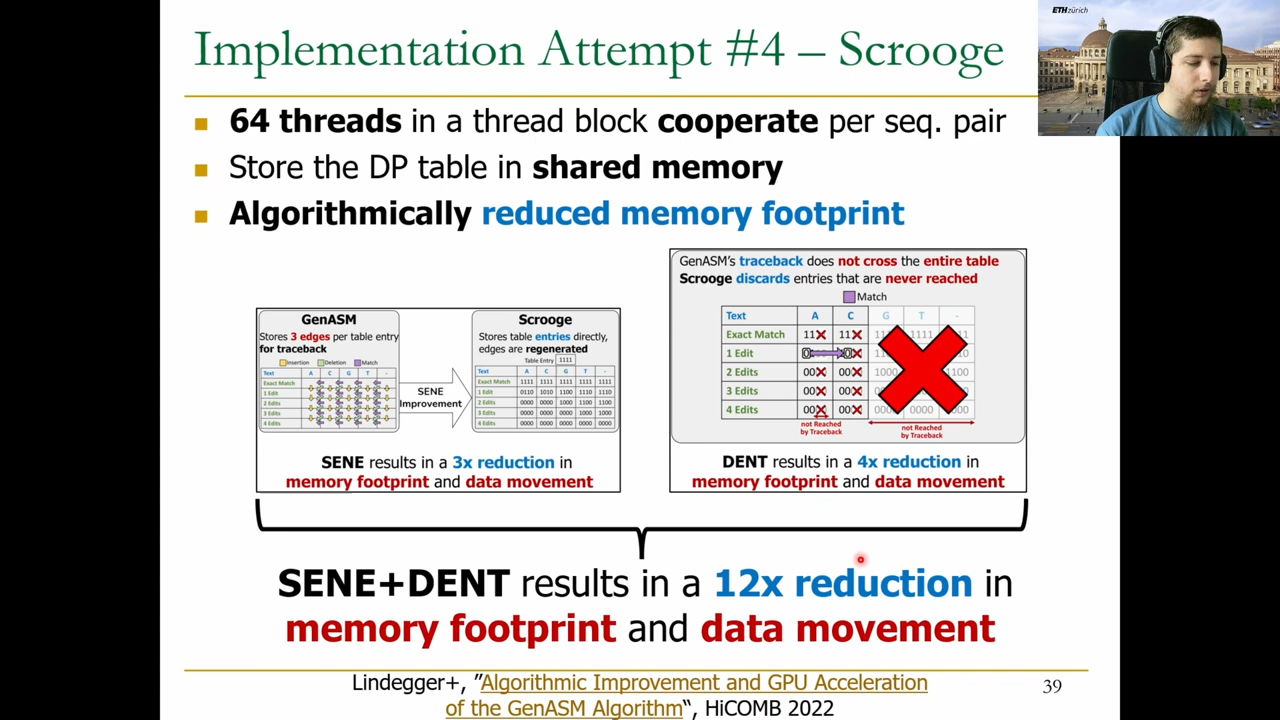 ETH zürich
Implementation Attempt #4 – Scrooge
64 threads in a thread block cooperate per seq. pair
Store the DP table in shared memory
Algorithmically reduced memory footprint
GenASM
Stores 3 edges per table entry
for traceback
Insertion Deletion Match
Text A C G T -
Exact Match
1 Edit
2 Edits
3 Edits
4 Edits
SENE
Improvement
Scrooge
Stores table entries directly,
edges are regenerated
Table Entry 1111
Text A C G T -
Exact Match 1111 1111 1111 1111 1111
1 Edit 0110 1010 1100 1110 1110
2 Edits 0000 0000 1000 1100 1100
3 Edits 0000 0000 0000 1000 1000
4 Edits 0000 0000 0000 0000 0000
SENE results in a 3x reduction in
memory footprint and data movement
GenASM's traceback does not cross the entire table
Scrooge discards entries that are never reached
Match
Text A C G T -
Exact Match 11 11 1111
1 Edit 0 0
2 Edits 00 00 1000 1100
3 Edits 00 00
4 Edits 00 00 0000
not Reached
by Traceback
not Reached
by Traceback
DENT results in a 4x reduction in
memory footprint and data movement
SENE+DENT results in a 12x reduction in
memory footprint and data movement
Lindegger+, ”Algorithmic Improvement and GPU Acceleration
of the GenASM Algorithm“, HiCOMB 2022
39